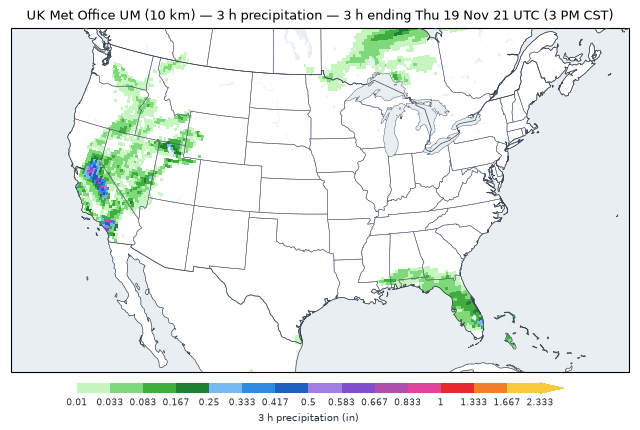 UK Met Office UM (10 km) — 3 h precipitation — 3 h ending Thu 19 Nov 21 UTC (3 PM CST)
0.01 0.033 0.083 0.167 0.25 0.333 0.417 0.5 0.583 0.667 0.833 1 1.333 1.667 2.333
3 h precipitation (in)